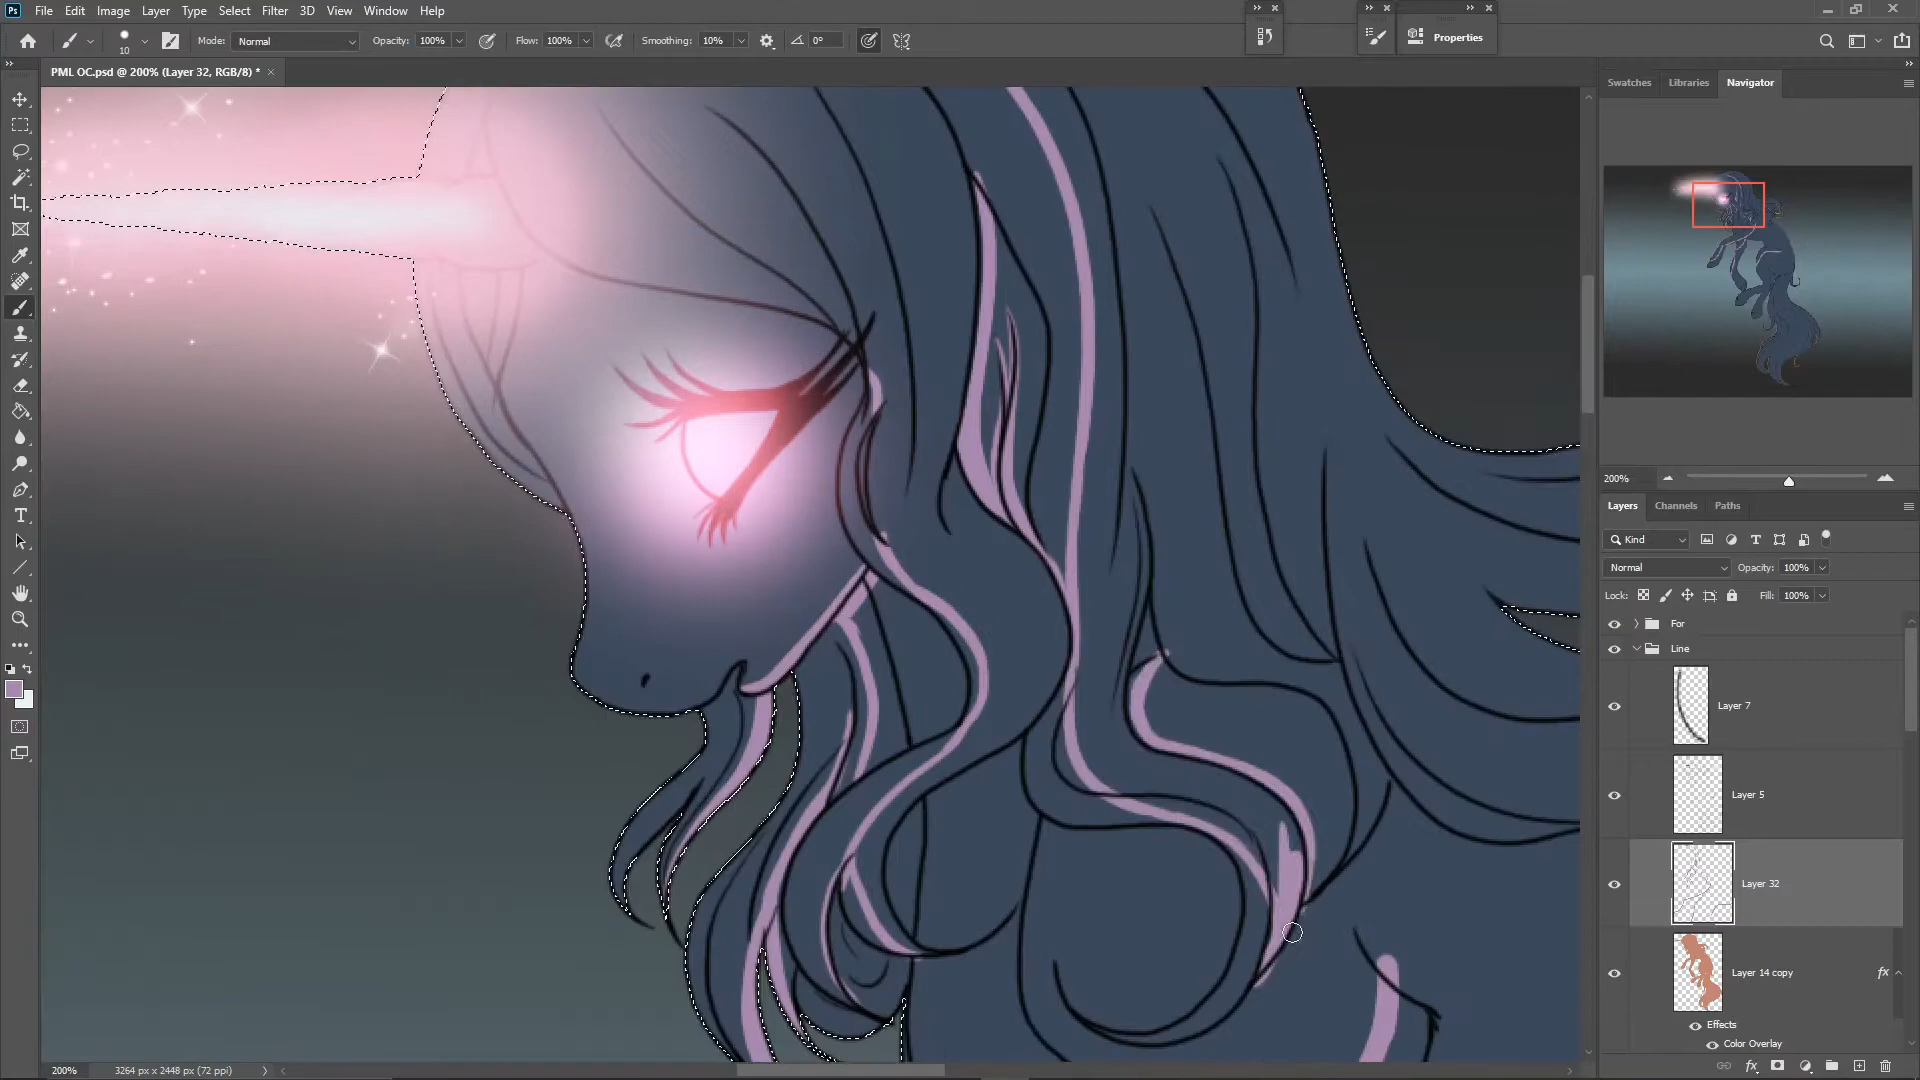 Ps File Edit Image Layer Type Select Filter 3D View Window Help
10 Mode: Normal Opacity: 100% Flow: 100% Smoothing: 10% 0°
Properties
PML OC.psd @ 200% (Layer 32, RGB/8) *
Swatches Libraries Navigator
200%
Layers Channels Paths
Kind
Normal Opacity: 100%
Lock: Fill: 100%
For
Line
Layer 7
Layer 5
Layer 32
Layer 14 copy fx
Effects
Color Overlay
200% 3264 px x 2448 px (72 ppi)